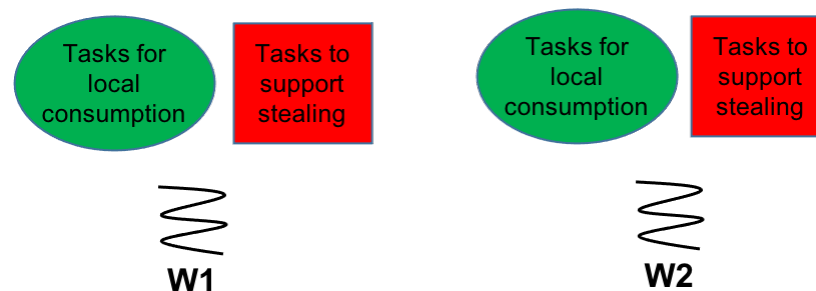 Tasks for
local
consumption
Tasks to
support
stealing
Tasks for
local
consumption
Tasks to
support
stealing
W1
W2